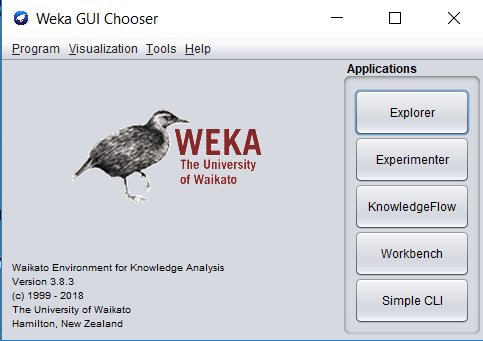 Weka GUI Chooser
Program Visualization Tools Help
Applications
Explorer
Experimenter
KnowledgeFlow
Workbench
Simple CLI
WEKA
The University
of Waikato
Waikato Environment for Knowledge Analysis
Version 3.8.3
(c) 1999 - 2018
The University of Waikato
Hamilton, New Zealand